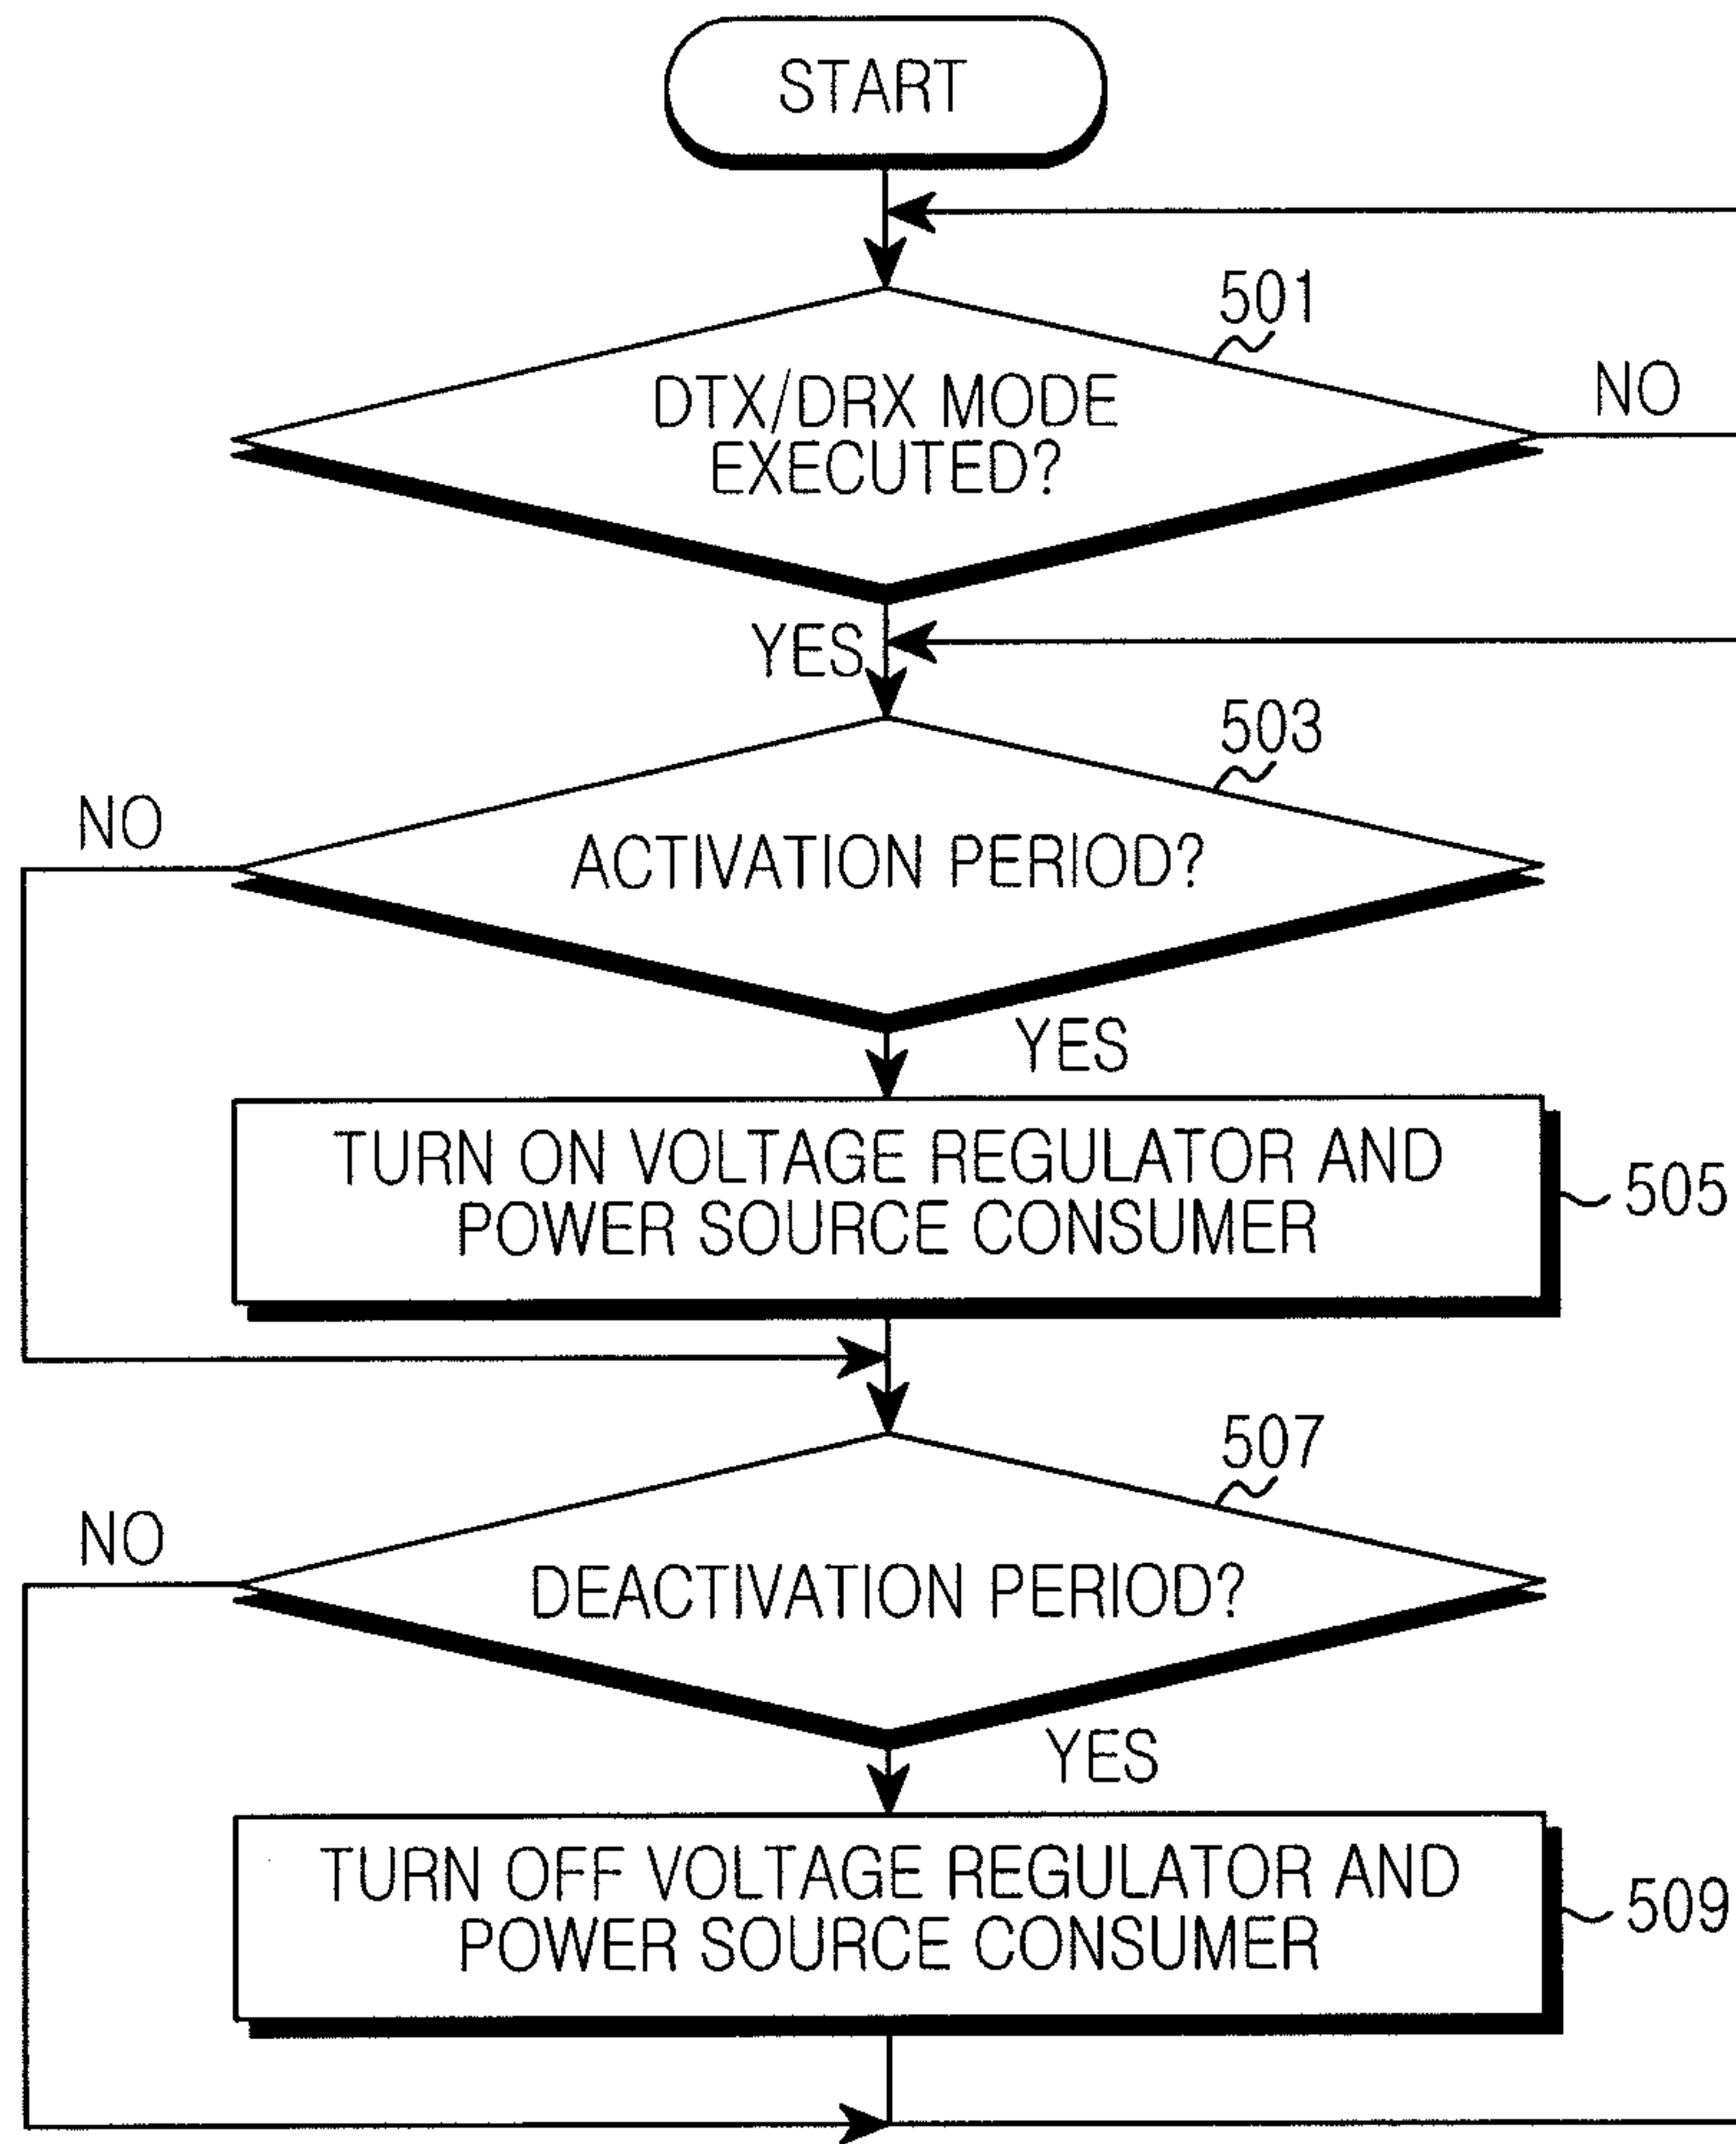 START
501
DTX/DRX MODE
EXECUTED?
NO
YES
503
NO
ACTIVATION PERIOD?
YES
TURN ON VOLTAGE REGULATOR AND
POWER SOURCE CONSUMER
505
507
NO
DEACTIVATION PERIOD?
YES
TURN OFF VOLTAGE REGULATOR AND
POWER SOURCE CONSUMER
509